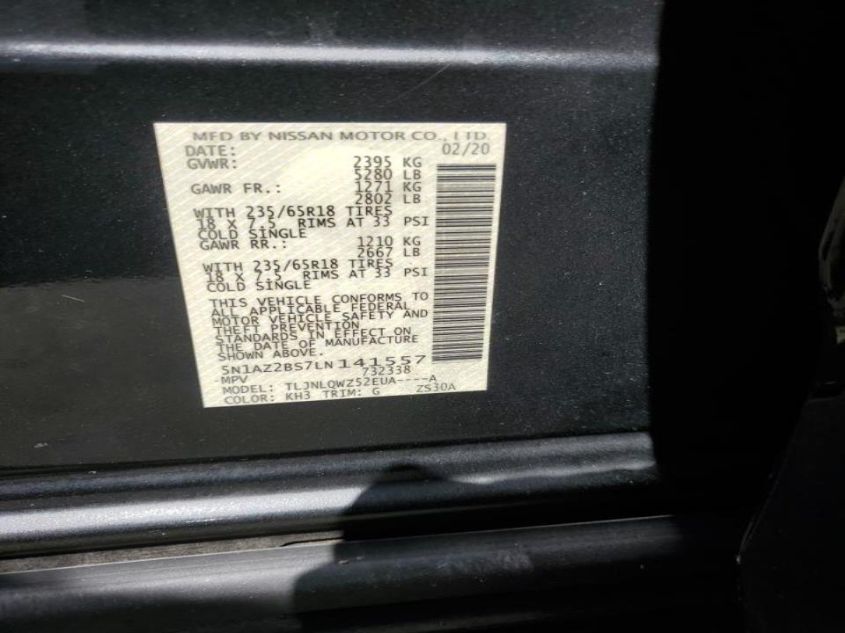 MFD BY NISSAN MOTOR CO., LTD.
DATE: 02/20
GVWR: 2395 KG
5280 LB
GAWR FR.: 1271 KG
2802 LB
WITH 235/65R18 TIRES
18 X 7.5 RIMS AT 33 PSI
COLD SINGLE
GAWR RR.: 1210 KG
2667 LB
WITH 235/65R18 TIRES
18 X 7.5 RIMS AT 33 PSI
COLD SINGLE
THIS VEHICLE CONFORMS TO
ALL APPLICABLE FEDERAL
MOTOR VEHICLE SAFETY AND
THEFT PREVENTION
STANDARDS IN EFFECT ON
THE DATE OF MANUFACTURE
SHOWN ABOVE.
5N1AZ2BS7LN141557
MPV 732338
MODEL: TLJNLQWZ52EUA----A
COLOR: KH3 TRIM: G ZS30A